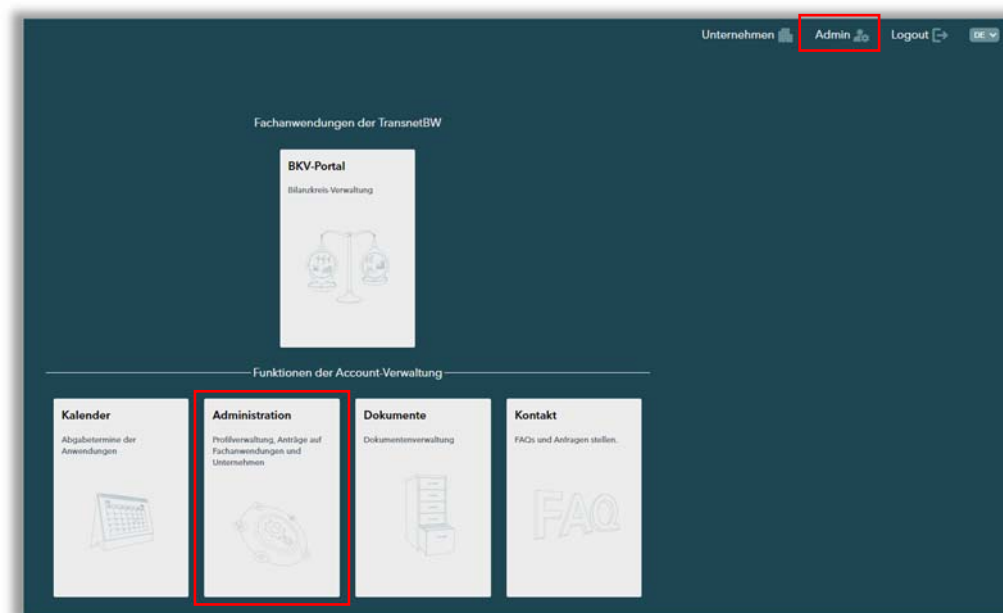 Unternehmen
Admin
Logout
DE
Fachanwendungen der TransnetBW
BKV-Portal
Bilanzkreis-Verwaltung
Funktionen der Account-Verwaltung
Kalender
Abgabetermine der
Anwendungen
Administration
Profilverwaltung, Anträge auf
Fachanwendungen und
Unternehmen
Dokumente
Dokumentenverwaltung
Kontakt
FAQs und Anfragen stellen.
FAQ